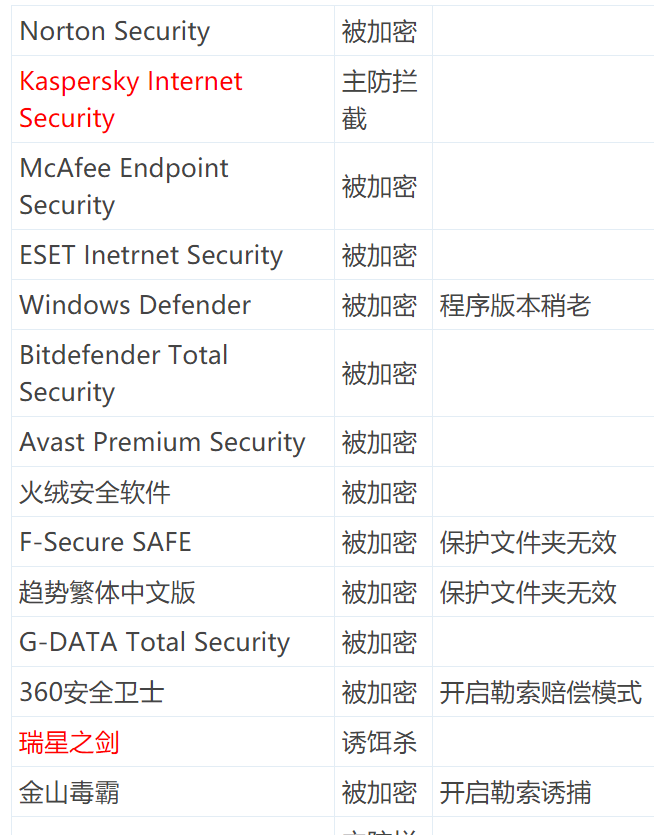 Norton Security 被加密
Kaspersky Internet 主防拦
Security 截
McAfee Endpoint
Security 被加密
ESET Inetrnet Security 被加密
Windows Defender 被加密 程序版本稍老
Bitdefender Total
Security 被加密
Avast Premium Security 被加密
火绒安全软件 被加密
F-Secure SAFE 被加密 保护文件夹无效
趋势繁体中文版 被加密 保护文件夹无效
G-DATA Total Security 被加密
360安全卫士 被加密 开启勒索赔偿模式
瑞星之剑 诱饵杀
金山毒霸 被加密 开启勒索诱捕